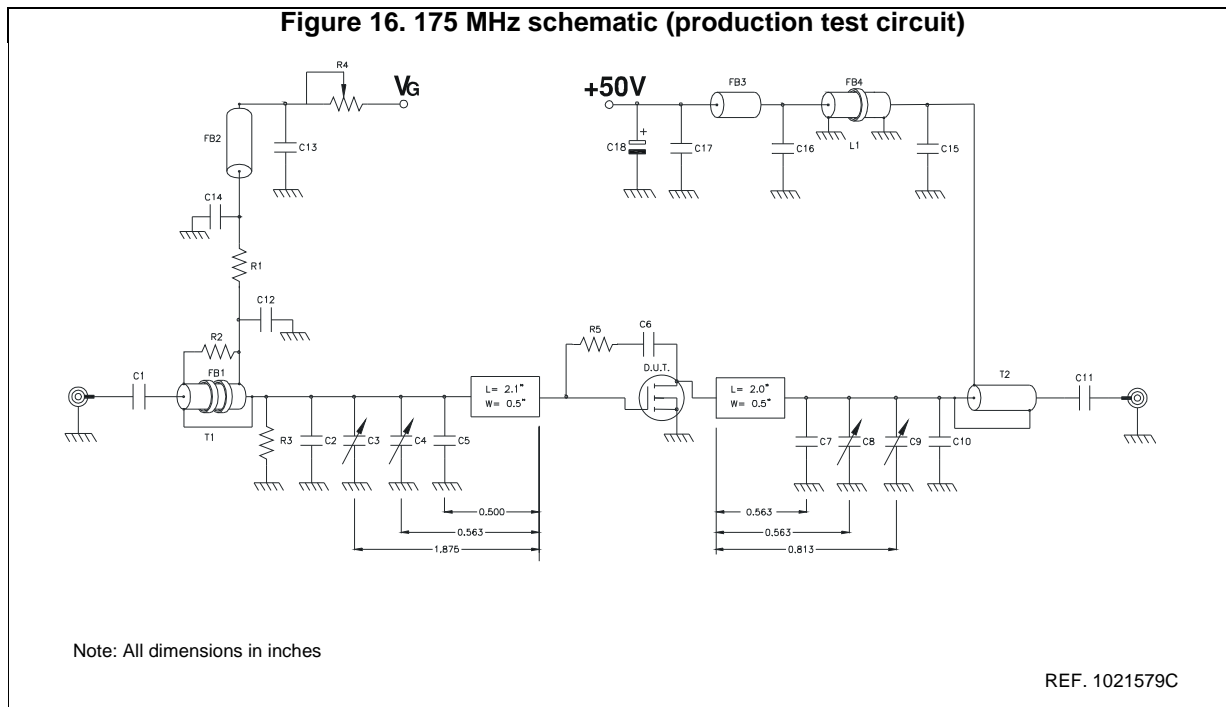 Figure 16. 175 MHz schematic (production test circuit)
R4
VG
+50V
FB3
FB4
FB2
C13
C18
+
C17
C16
L1
C15
C14
R1
C12
R2
FB1
C1
T1
R3
C2
C3
C4
C5
L= 2.1"
W= 0.5"
R5
C6
D.U.T.
L= 2.0"
W= 0.5"
C7
C8
C9
C10
T2
C11
0.500
0.563
1.875
0.563
0.563
0.813
Note: All dimensions in inches
REF. 1021579C